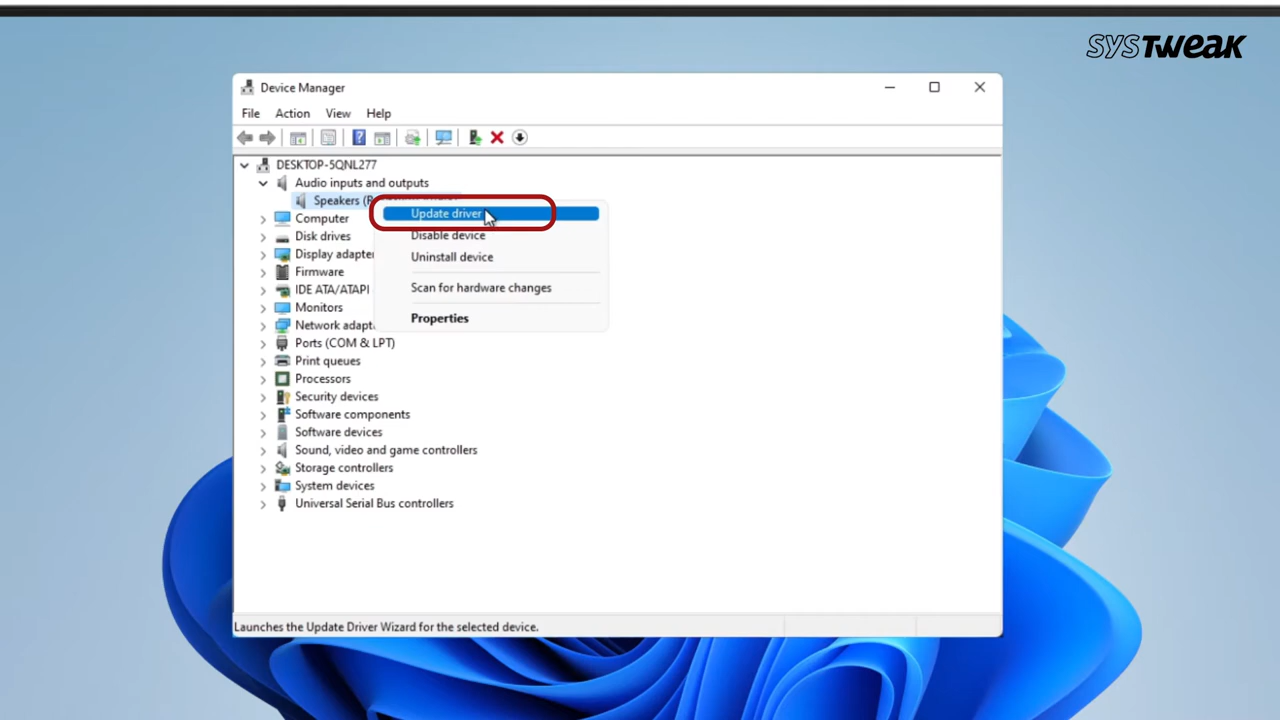 SYSTWEAK
Device Manager
File Action View Help
DESKTOP-5QNL277
Audio inputs and outputs
Speakers
Update driver
Computer
Disable device
Disk drives
Display adapte
Uninstall device
Firmware
Scan for hardware changes
IDE ATA/ATAPI
Monitors
Properties
Network adapt
Ports (COM & LPT)
Print queues
Processors
Security devices
Software components
Software devices
Sound, video and game controllers
Storage controllers
System devices
Universal Serial Bus controllers
Launches the Update Driver Wizard for the selected device.